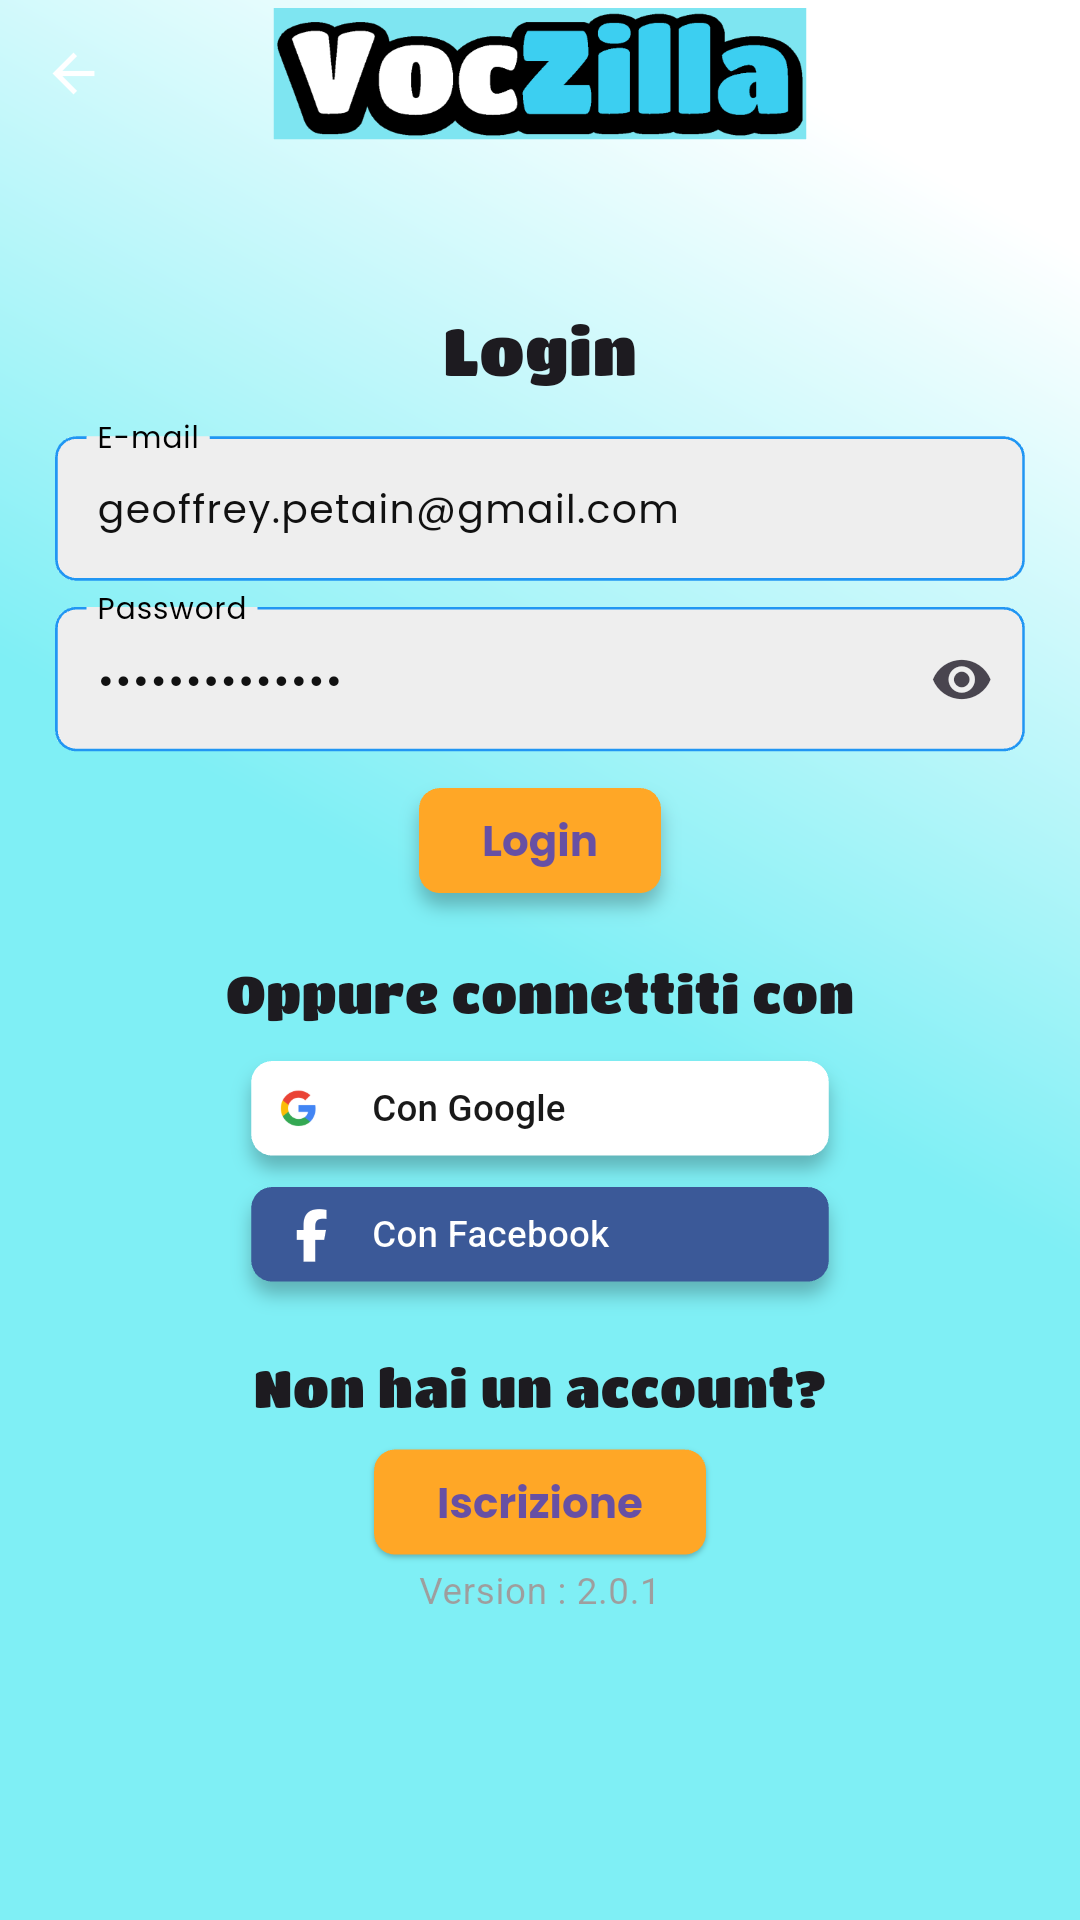 VocZilla
Login
E-mail
geoffrey.petain@gmail.com
Password
Login
Oppure connettiti con
Con Google
Con Facebook
Non hai un account?
Iscrizione
Version : 2.0.1